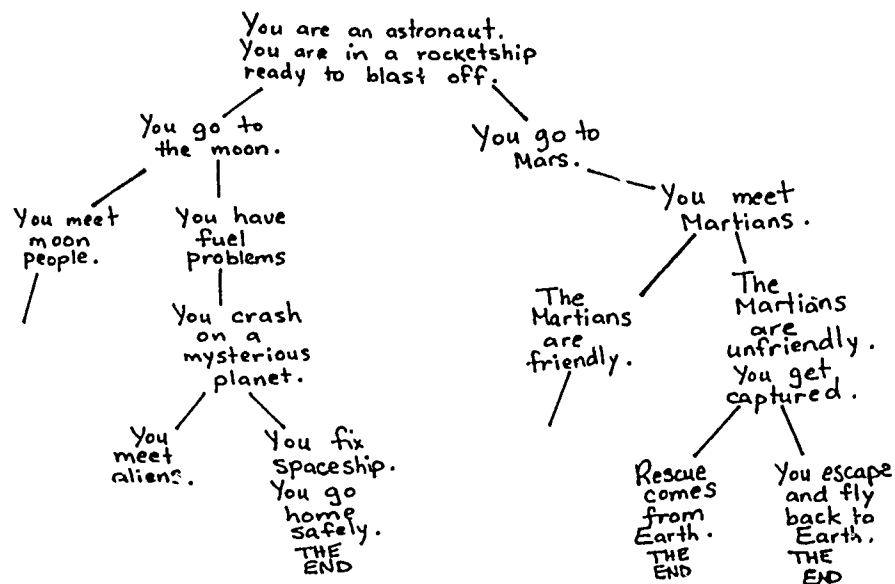 You are an astronaut.
You are in a rocketship
ready to blast off.
You go to
the moon.
You go to
Mars.
You meet
moon
people.
You have
fuel
problems
You meet
Martians.
You crash
on a
mysterious
planet.
The
Martians
are
friendly.
The
Martians
are
unfriendly.
You get
captured.
You
meet
aliens.
You fix
spaceship.
You go
home
safely.
THE
END
Rescue
comes
from
Earth.
THE
END
You escape
and fly
back to
Earth.
THE
END